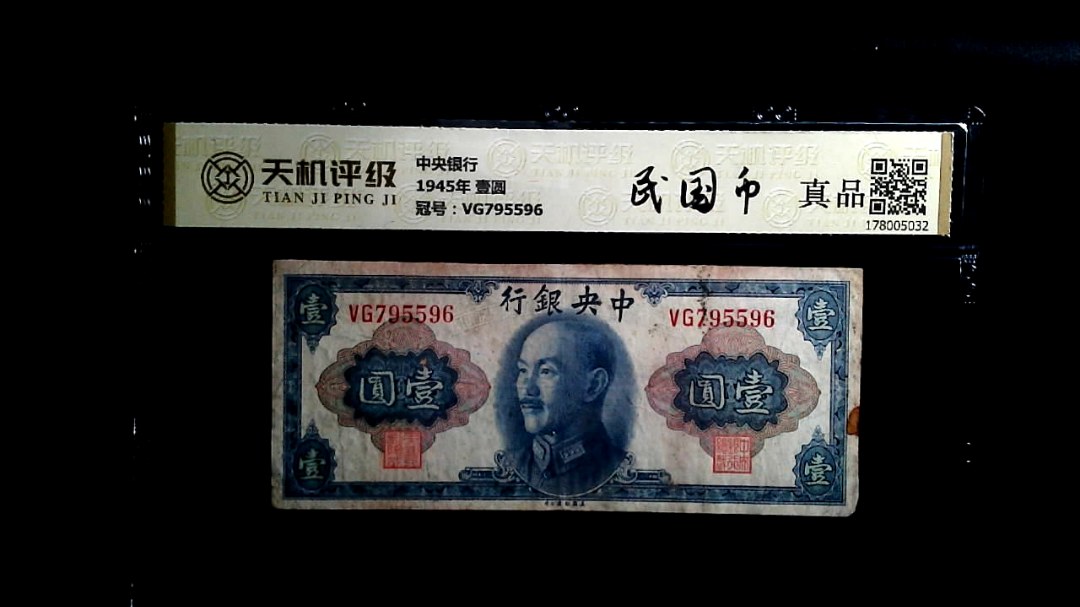 天机评级
TIAN JI PING JI
中央银行
1945年 壹圆
冠号：VG795596
民国币
真品
178005032
行銀央中
壹
VG795596
VG795596
壹
圓壹
圓壹
壹
壹